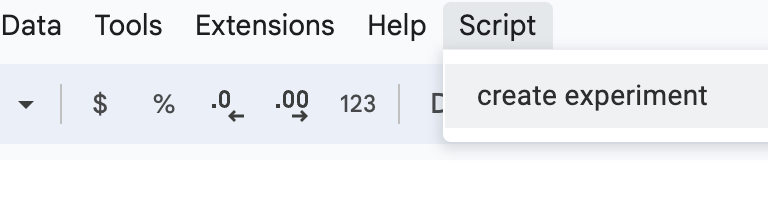 Data Tools Extensions Help Script
$ % .0 .00 123 D
create experiment